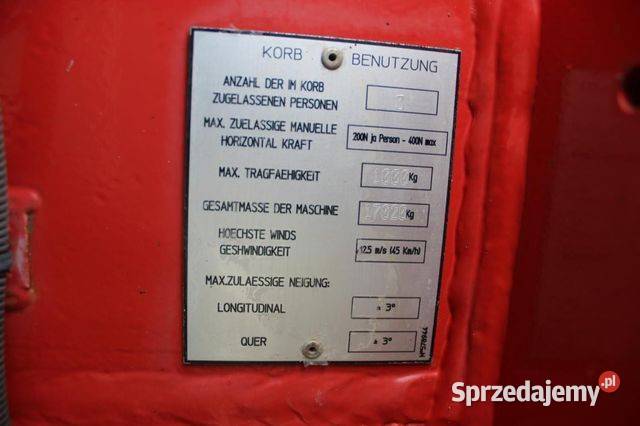 KORB BENUTZUNG
ANZAHL DER IM KORB
ZUGELASSENEN PERSONEN
MAX. ZUELASSIGE MANUELLE
HORIZONTAL KRAFT
200N ja Person - 400N max
MAX. TRAGFAEHIGKEIT
1000 Kg
GESAMTMASSE DER MASCHINE
Kg
HOECHSTE WINDS
GESHWINDIGKEIT
12.5 m/s (45 Km/h)
MAX.ZULAESSIGE NEIGUNG:
LONGITUDINAL
± 3°
QUER
± 3°
Sprzedajemy.pl